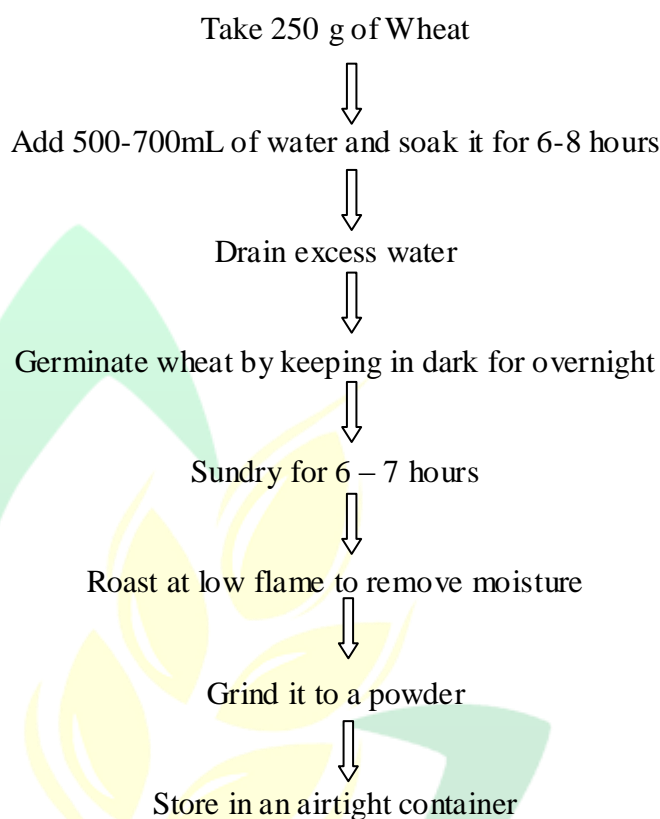 Take 250 g of Wheat
Add 500-700mL of water and soak it for 6-8 hours
Drain excess water
Germinate wheat by keeping in dark for overnight
Sundry for 6 – 7 hours
Roast at low flame to remove moisture
Grind it to a powder
Store in an airtight container